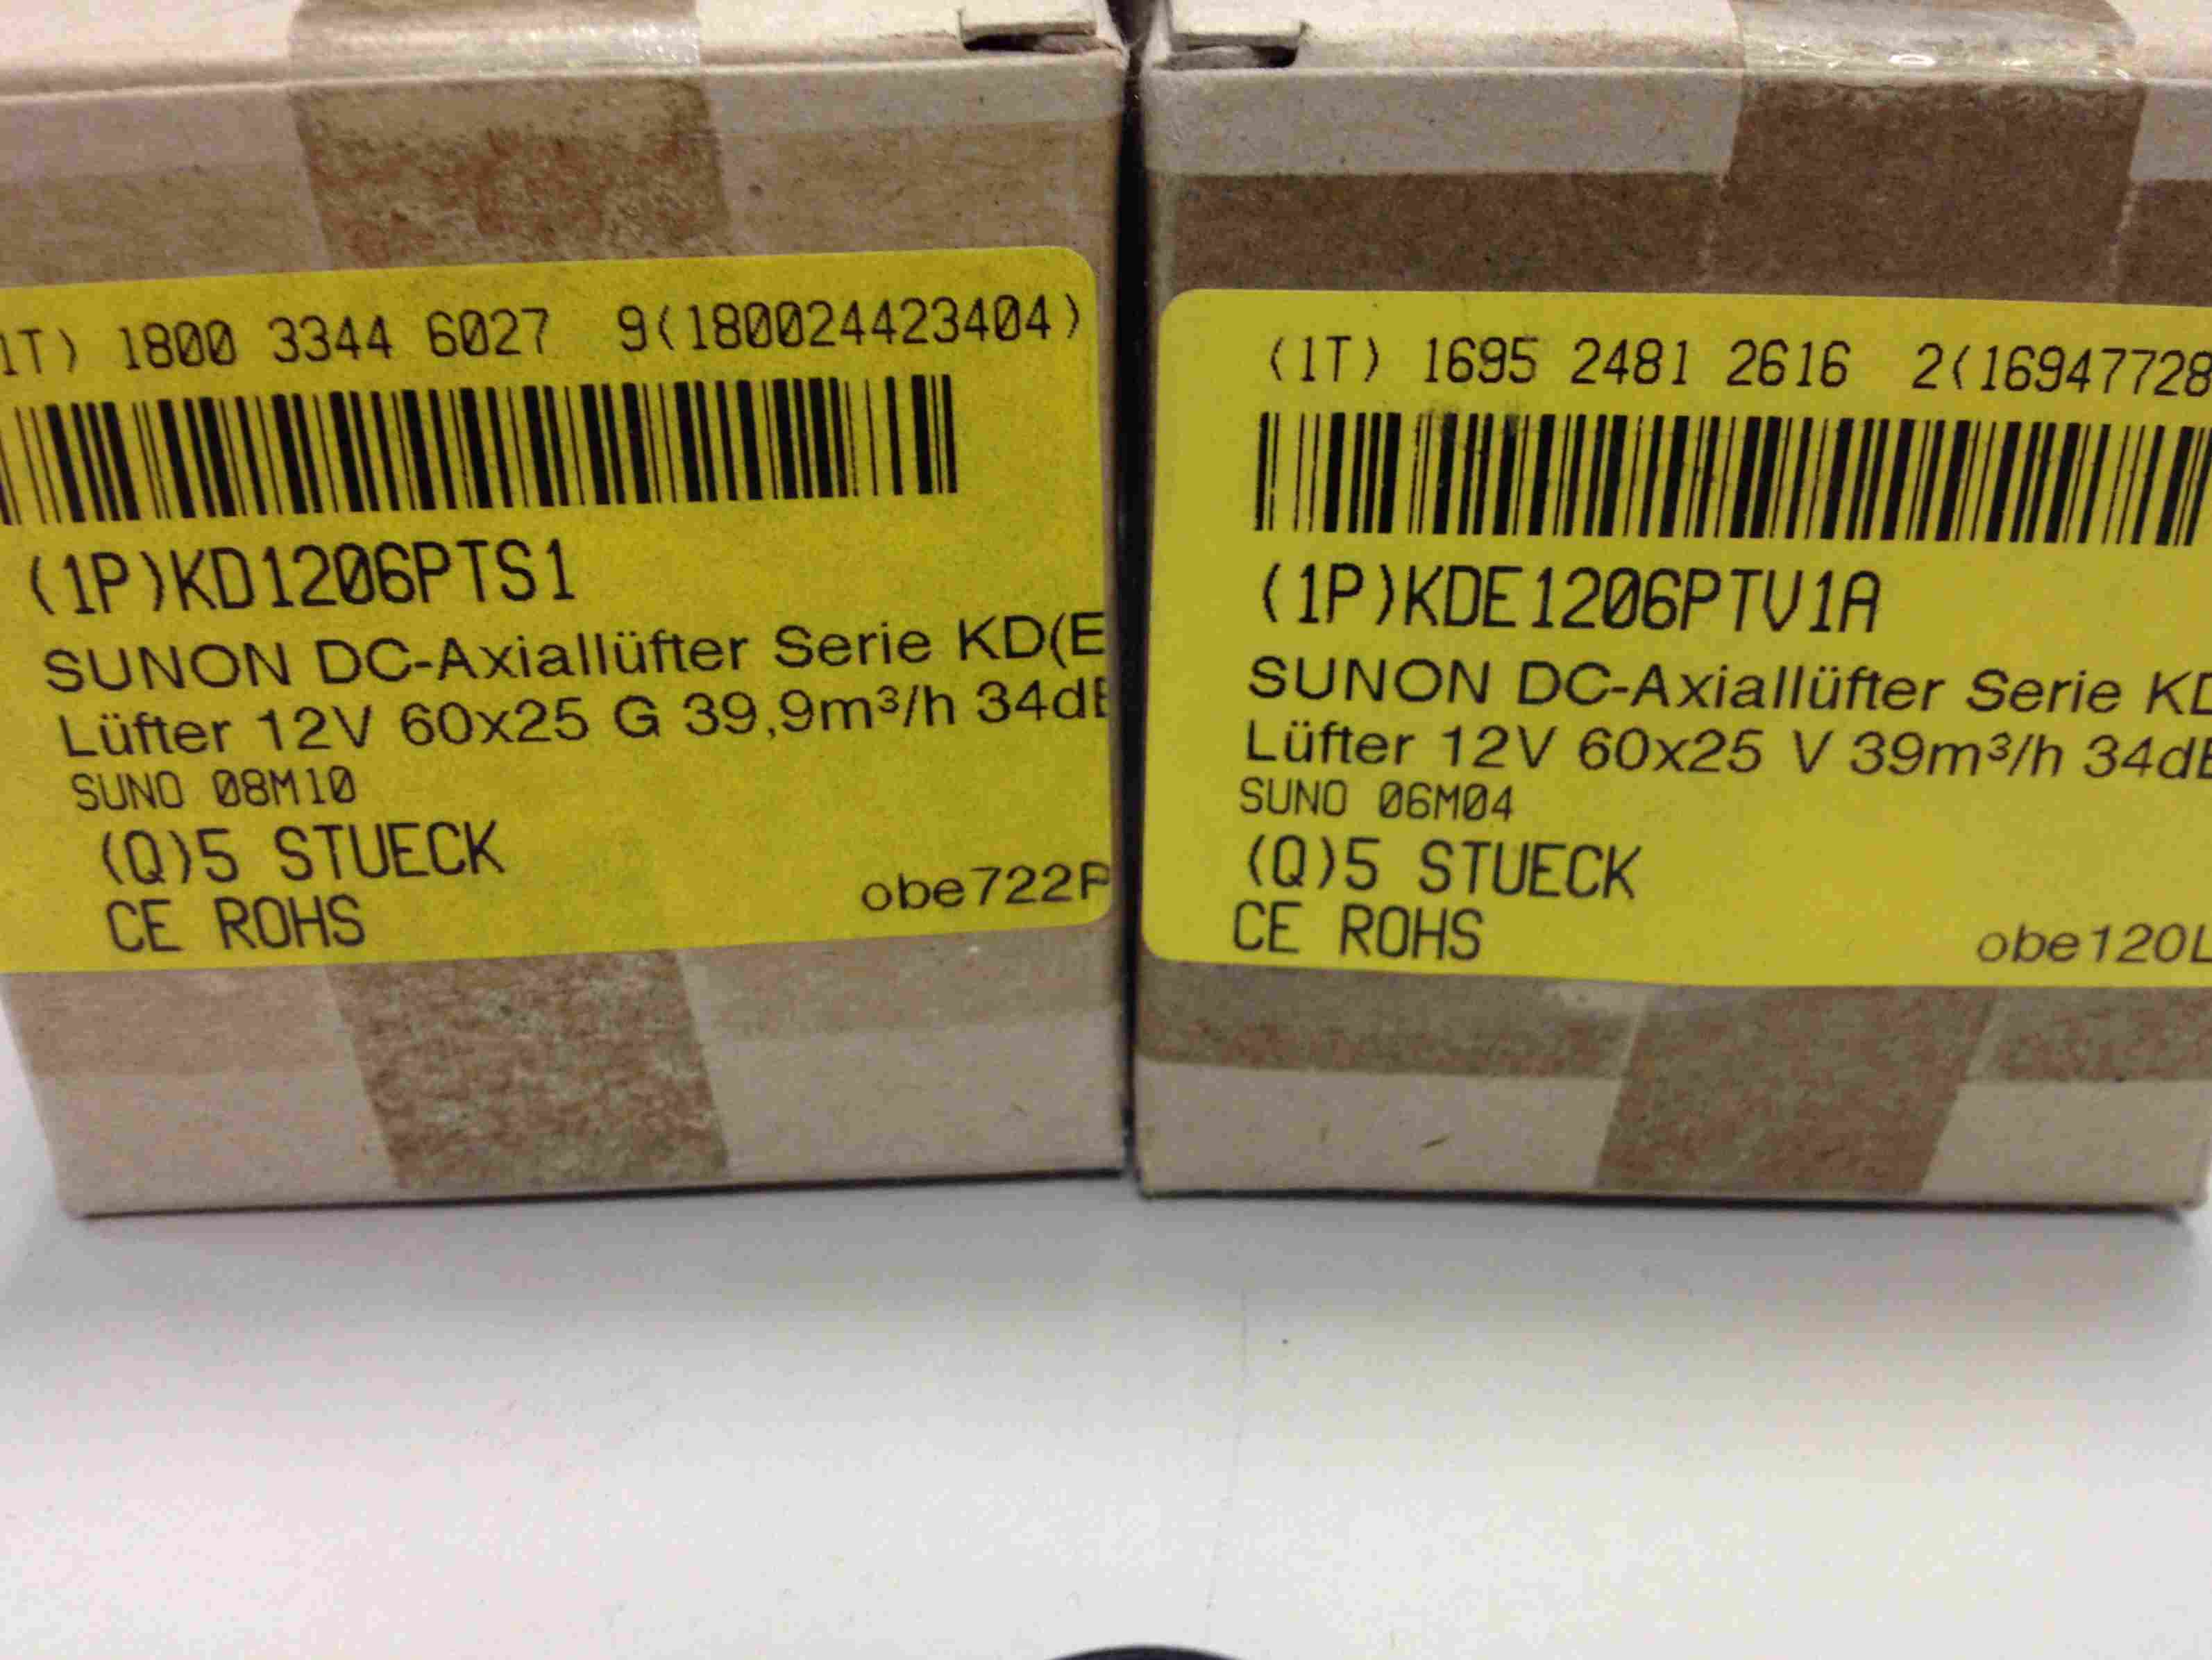 1T) 1800 3344 6027 9(180024423404)
(1P)KD1206PTS1
SUNON DC-Axiallüfter Serie KD(E
Lüfter 12V 60x25 G 39,9m³/h 34dB
SUNO 08M10
(Q)5 STUECK
CE ROHS
obe722P
(1T) 1695 2481 2616 2(16947728
(1P)KDE1206PTV1A
SUNON DC-Axiallüfter Serie KD
Lüfter 12V 60x25 V 39m³/h 34dB
SUNO 06M04
(Q)5 STUECK
CE ROHS
obe120L